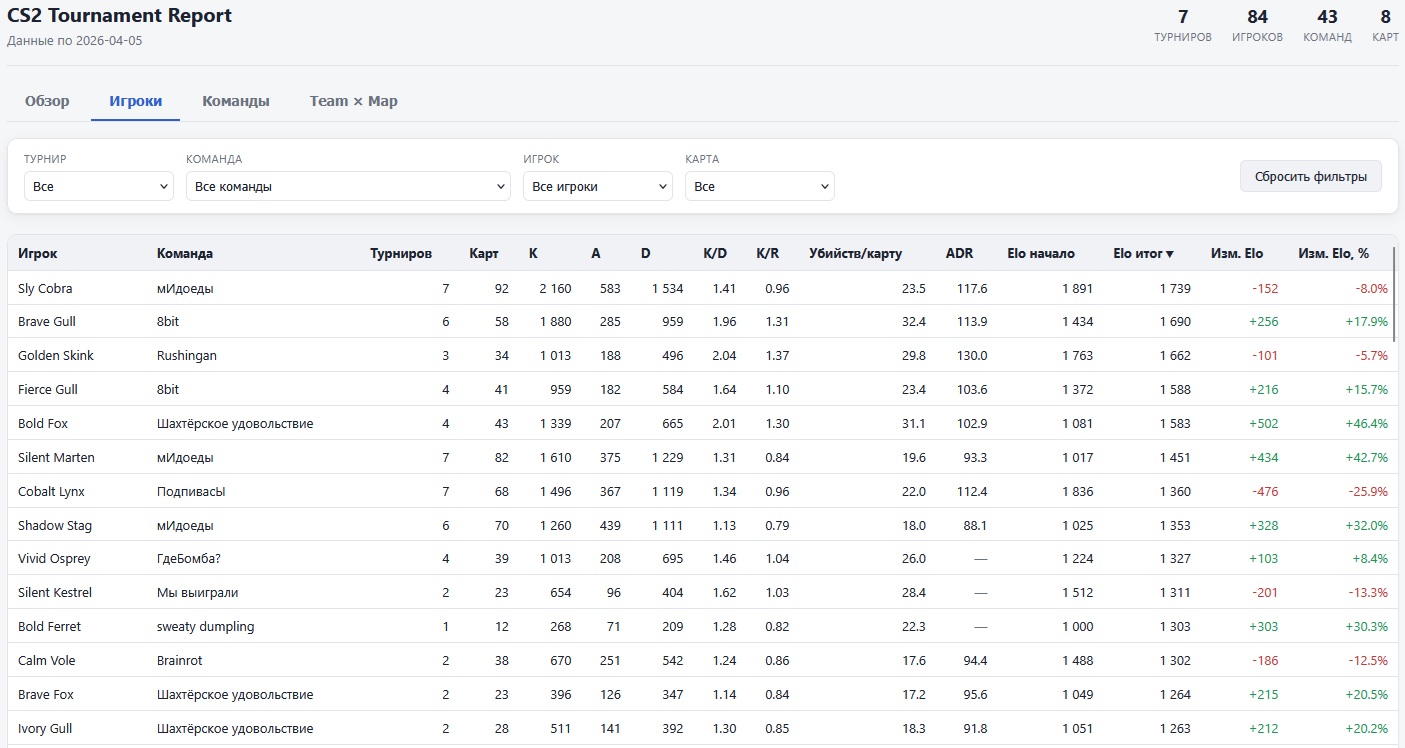 CS2 Tournament Report
Данные по 2026-04-05
7 84 43 8
ТУРНИРОВ ИГРОКОВ КОМАНД КАРТ
Обзор Игроки Команды Team × Map
ТУРНИР КОМАНДА ИГРОК КАРТА
Все Все команды Все игроки Все Сбросить фильтры
Игрок Команда Турниров Карт K A D K/D K/R Убийств/карту ADR Elo начало Elo итог ▼ Изм. Elo Изм. Elo, %
Sly Cobra мИдоеды 7 92 2 160 583 1 534 1.41 0.96 23.5 117.6 1 891 1 739 -152 -8.0%
Brave Gull 8bit 6 58 1 880 285 959 1.96 1.31 32.4 113.9 1 434 1 690 +256 +17.9%
Golden Skink Rushingan 3 34 1 013 188 496 2.04 1.37 29.8 130.0 1 763 1 662 -101 -5.7%
Fierce Gull 8bit 4 41 959 182 584 1.64 1.10 23.4 103.6 1 372 1 588 +216 +15.7%
Bold Fox Шахтёрское удовольствие 4 43 1 339 207 665 2.01 1.30 31.1 102.9 1 081 1 583 +502 +46.4%
Silent Marten мИдоеды 7 82 1 610 375 1 229 1.31 0.84 19.6 93.3 1 017 1 451 +434 +42.7%
Cobalt Lynx ПодпивасЫ 7 68 1 496 367 1 119 1.34 0.96 22.0 112.4 1 836 1 360 -476 -25.9%
Shadow Stag мИдоеды 6 70 1 260 439 1 111 1.13 0.79 18.0 88.1 1 025 1 353 +328 +32.0%
Vivid Osprey ГдеБомба? 4 39 1 013 208 695 1.46 1.04 26.0 — 1 224 1 327 +103 +8.4%
Silent Kestrel Мы выиграли 2 23 654 96 404 1.62 1.03 28.4 — 1 512 1 311 -201 -13.3%
Bold Ferret sweaty dumpling 1 12 268 71 209 1.28 0.82 22.3 — 1 000 1 303 +303 +30.3%
Calm Vole Brainrot 2 38 670 251 542 1.24 0.86 17.6 94.4 1 488 1 302 -186 -12.5%
Brave Fox Шахтёрское удовольствие 2 23 396 126 347 1.14 0.84 17.2 95.6 1 049 1 264 +215 +20.5%
Ivory Gull Шахтёрское удовольствие 2 28 511 141 392 1.30 0.85 18.3 91.8 1 051 1 263 +212 +20.2%